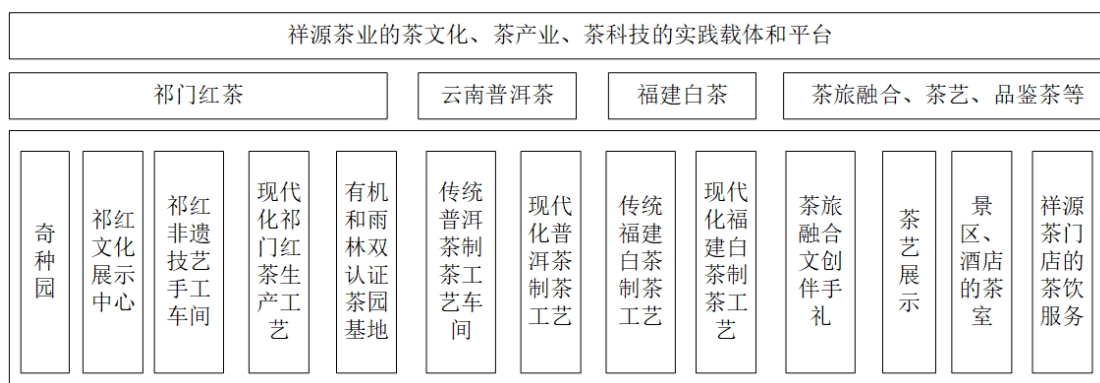 祥源茶业的茶文化、茶产业、茶科技的实践载体和平台
祁门红茶
云南普洱茶
福建白茶
茶旅融合、茶艺、品鉴茶等
奇
种
园
祁红
文化
展示
中心
祁红
非遗
技艺
手工
车间
现代
化祁
门红
茶生
产工
艺
有机
和雨
林双
认证
茶园
基地
传统
普洱
茶制
茶工
艺车
间
现代
化普
洱茶
制茶
工艺
传统
福建
白茶
制茶
工艺
现代
化福
建白
茶制
茶工
艺
茶旅
融合
文创
伴手
礼
茶
艺
展
示
景
区、
酒店
的茶
室
祥源
茶门
店的
茶饮
服务